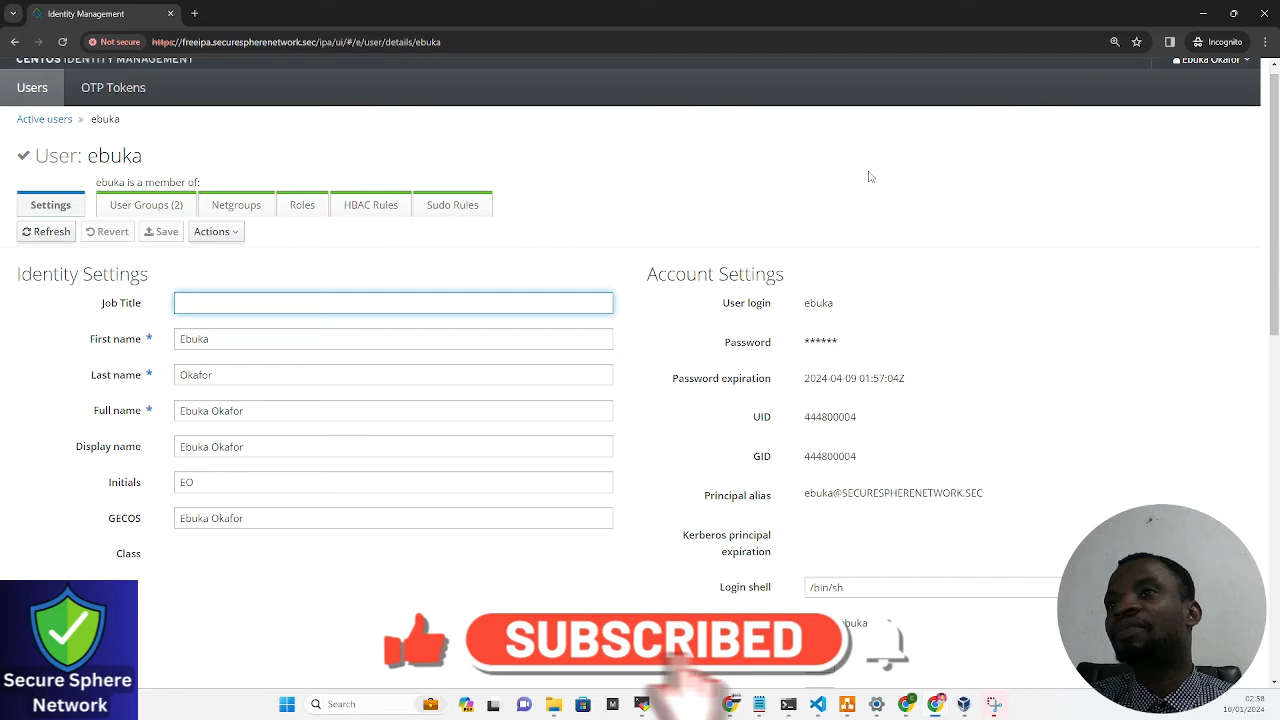 Identity Management
Not secure
https://freeipa.securespherenetwork.sec/ipa/ui/#/e/user/details/ebuka
Incognito
CENTOS IDENTITY MANAGEMENT
Ebuka Okafor
Users
OTP Tokens
Active users » ebuka
User: ebuka
ebuka is a member of:
Settings
User Groups (2)
Netgroups
Roles
HBAC Rules
Sudo Rules
Refresh
Revert
Save
Actions
Identity Settings
Job Title
First name *
Ebuka
Last name *
Okafor
Full name *
Ebuka Okafor
Display name
Ebuka Okafor
Initials
EO
GECOS
Ebuka Okafor
Class
Account Settings
User login
ebuka
Password
******
Password expiration
2024-04-09 01:57:04Z
UID
444800004
GID
444800004
Principal alias
ebuka@SECURESPHERENETWORK.SEC
Kerberos principal
expiration
Login shell
/bin/sh
ebuka
SUBSCRIBED
Secure Sphere
Network
Search
02:58
10/01/2024